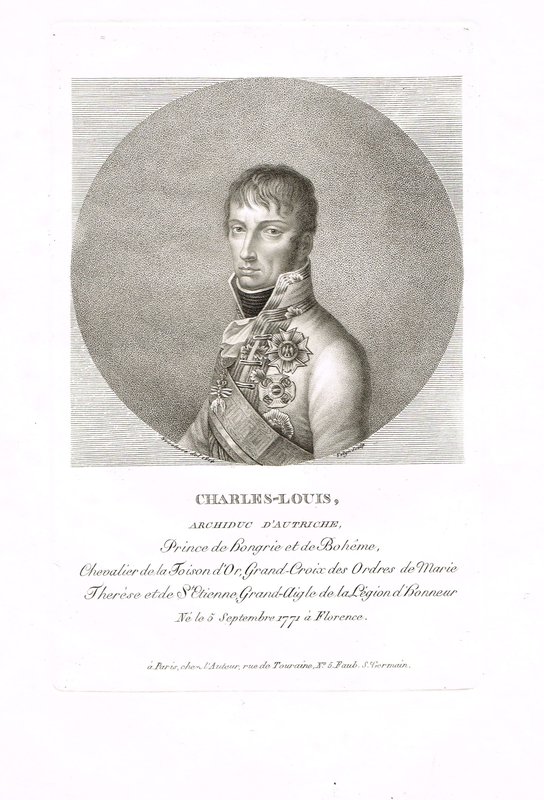 CHARLES-LOUIS,
ARCHIDUC D'AUTRICHE,
Prince de hongrie et de Bohême,
Chevalier de la Toison d'Or, Grand-Croix des Ordres de Marie
Therèse et de St. Etienne, Grand-Aigle de la Légion d'honneur
Né le 5 Septembre 1771 à Florence.
à Paris, chez l'Auteur, rue de Touraine, No. 5. Faub. St. Germain.